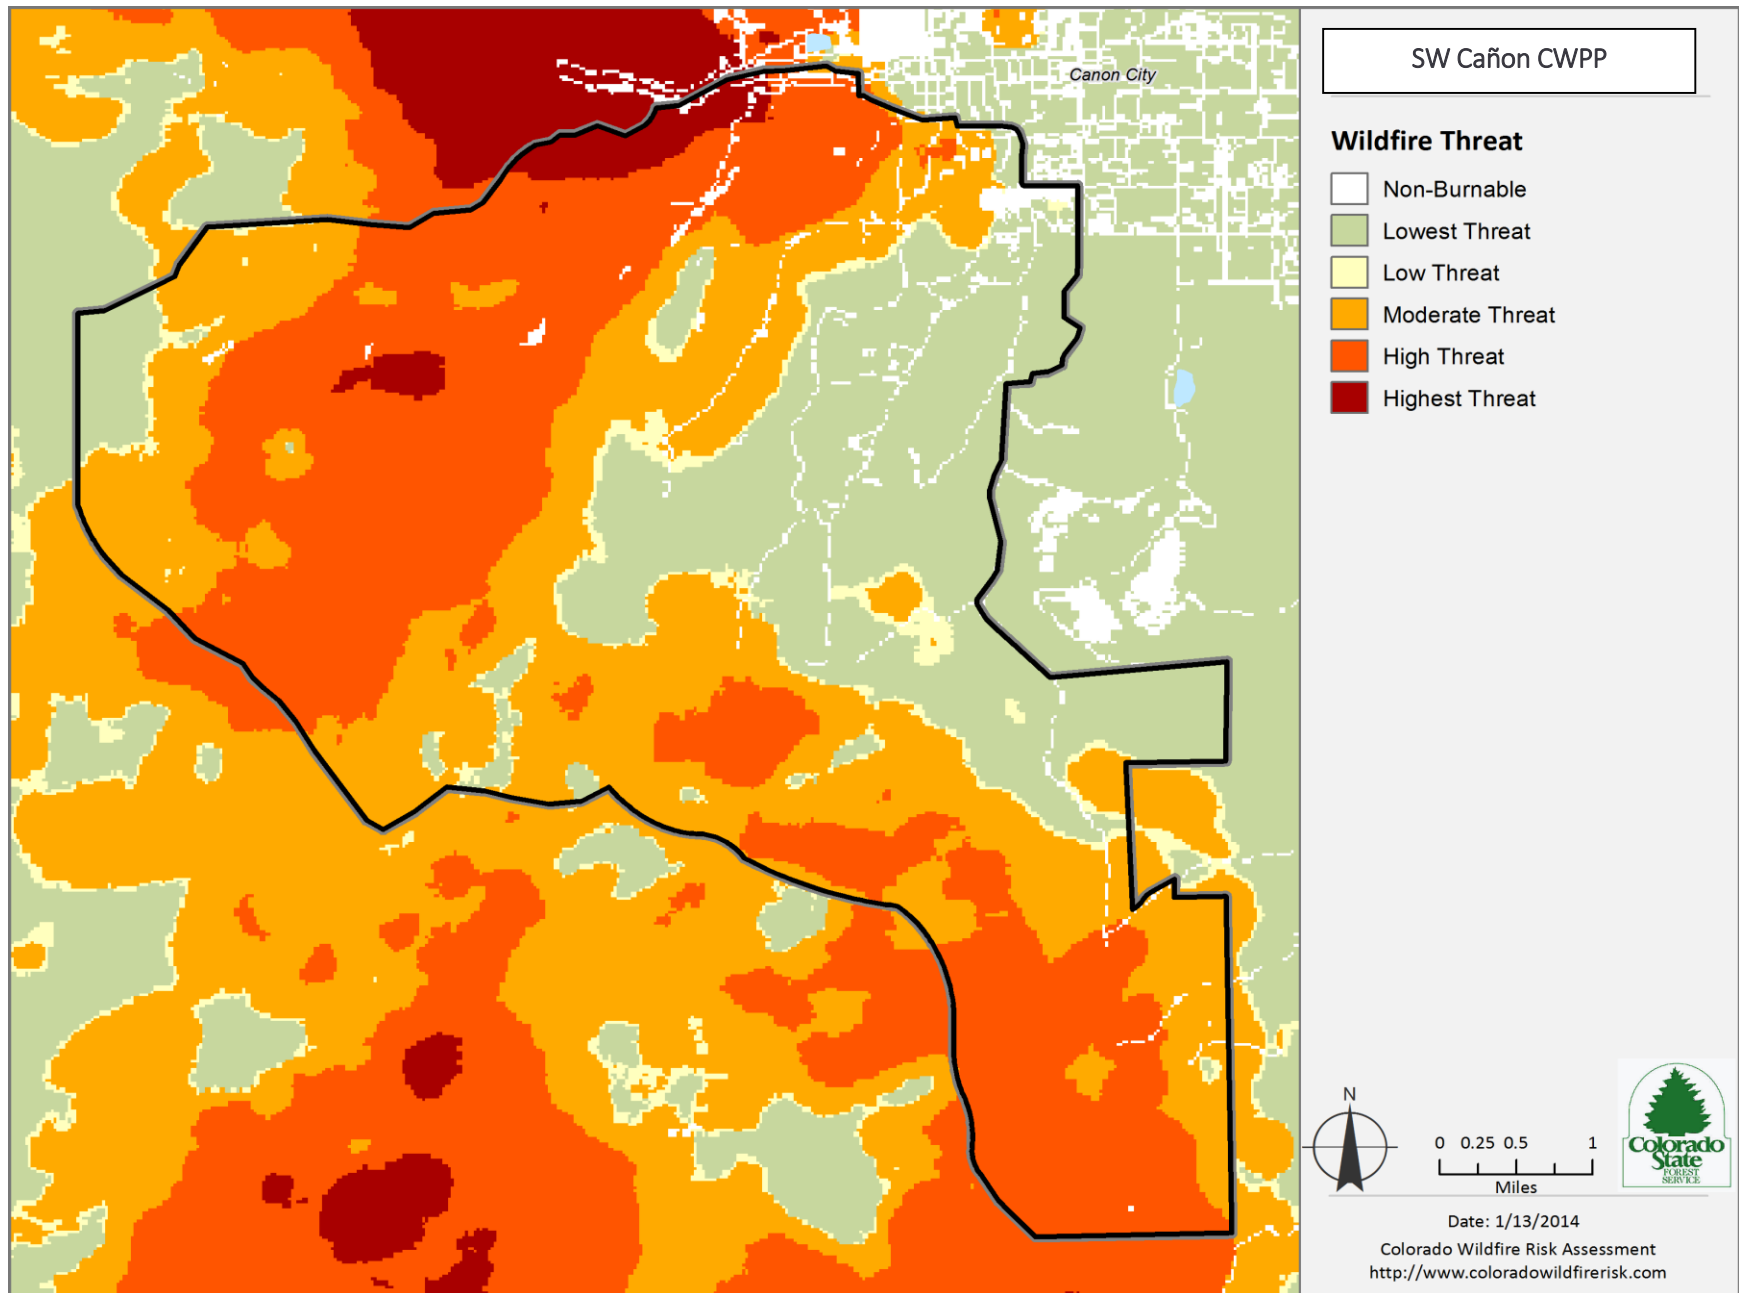 Canon City
SW Cañon CWPP
Wildfire Threat
Non-Burnable
Lowest Threat
Low Threat
Moderate Threat
High Threat
Highest Threat
N
0 0.25 0.5 1
Miles
Colorado
State
FOREST
SERVICE
Date: 1/13/2014
Colorado Wildfire Risk Assessment
http://www.coloradowildfirerisk.com